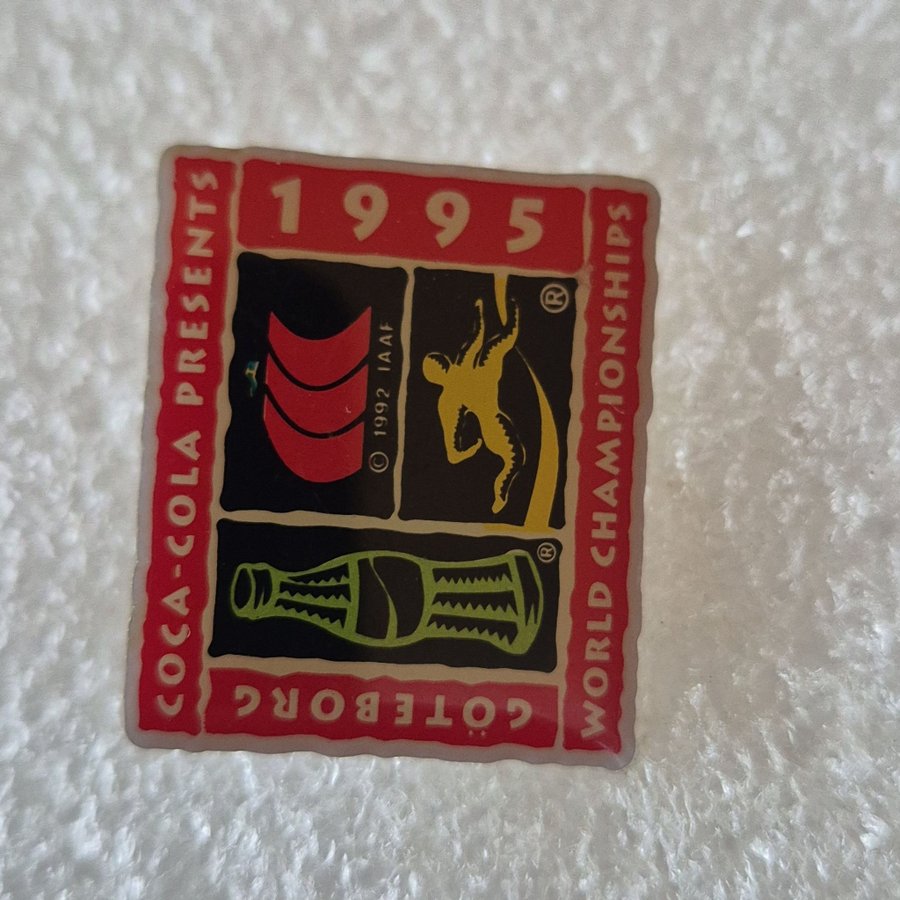 COCA-COLA PRESENTS
1995
WORLD CHAMPIONSHIPS
GÖTEBORG
© 1992 IAAF
®
®